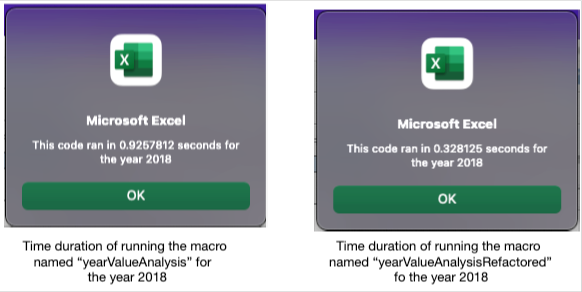 X
Microsoft Excel
This code ran in 0.9257812 seconds for
the year 2018
OK
Time duration of running the macro
named “yearValueAnalysis” for
the year 2018
X
Microsoft Excel
This code ran in 0.328125 seconds for
the year 2018
OK
Time duration of running the macro
named “yearValueAnalysisRefactored”
fo the year 2018